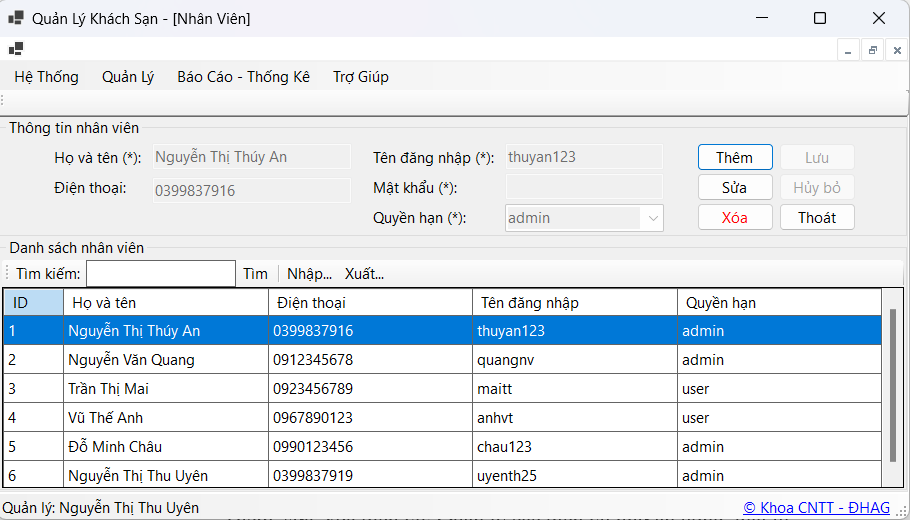 Quản Lý Khách Sạn - [Nhân Viên]
Hệ Thống Quản Lý Báo Cáo - Thống Kê Trợ Giúp
Thông tin nhân viên
Họ và tên (*): Nguyễn Thị Thúy An Tên đăng nhập (*): thuyan123 Thêm Lưu
Điện thoại: 0399837916 Mật khẩu (*): Sửa Hủy bỏ
Quyền hạn (*): admin Xóa Thoát
Danh sách nhân viên
Tìm kiếm: Tìm Nhập... Xuất...
ID Họ và tên Điện thoại Tên đăng nhập Quyền hạn
1 Nguyễn Thị Thúy An 0399837916 thuyan123 admin
2 Nguyễn Văn Quang 0912345678 quangnv admin
3 Trần Thị Mai 0923456789 maitt user
4 Vũ Thế Anh 0967890123 anhvt user
5 Đỗ Minh Châu 0990123456 chau123 admin
6 Nguyễn Thị Thu Uyên 0399837919 uyenth25 admin
Quản lý: Nguyễn Thị Thu Uyên © Khoa CNTT - ĐHAG